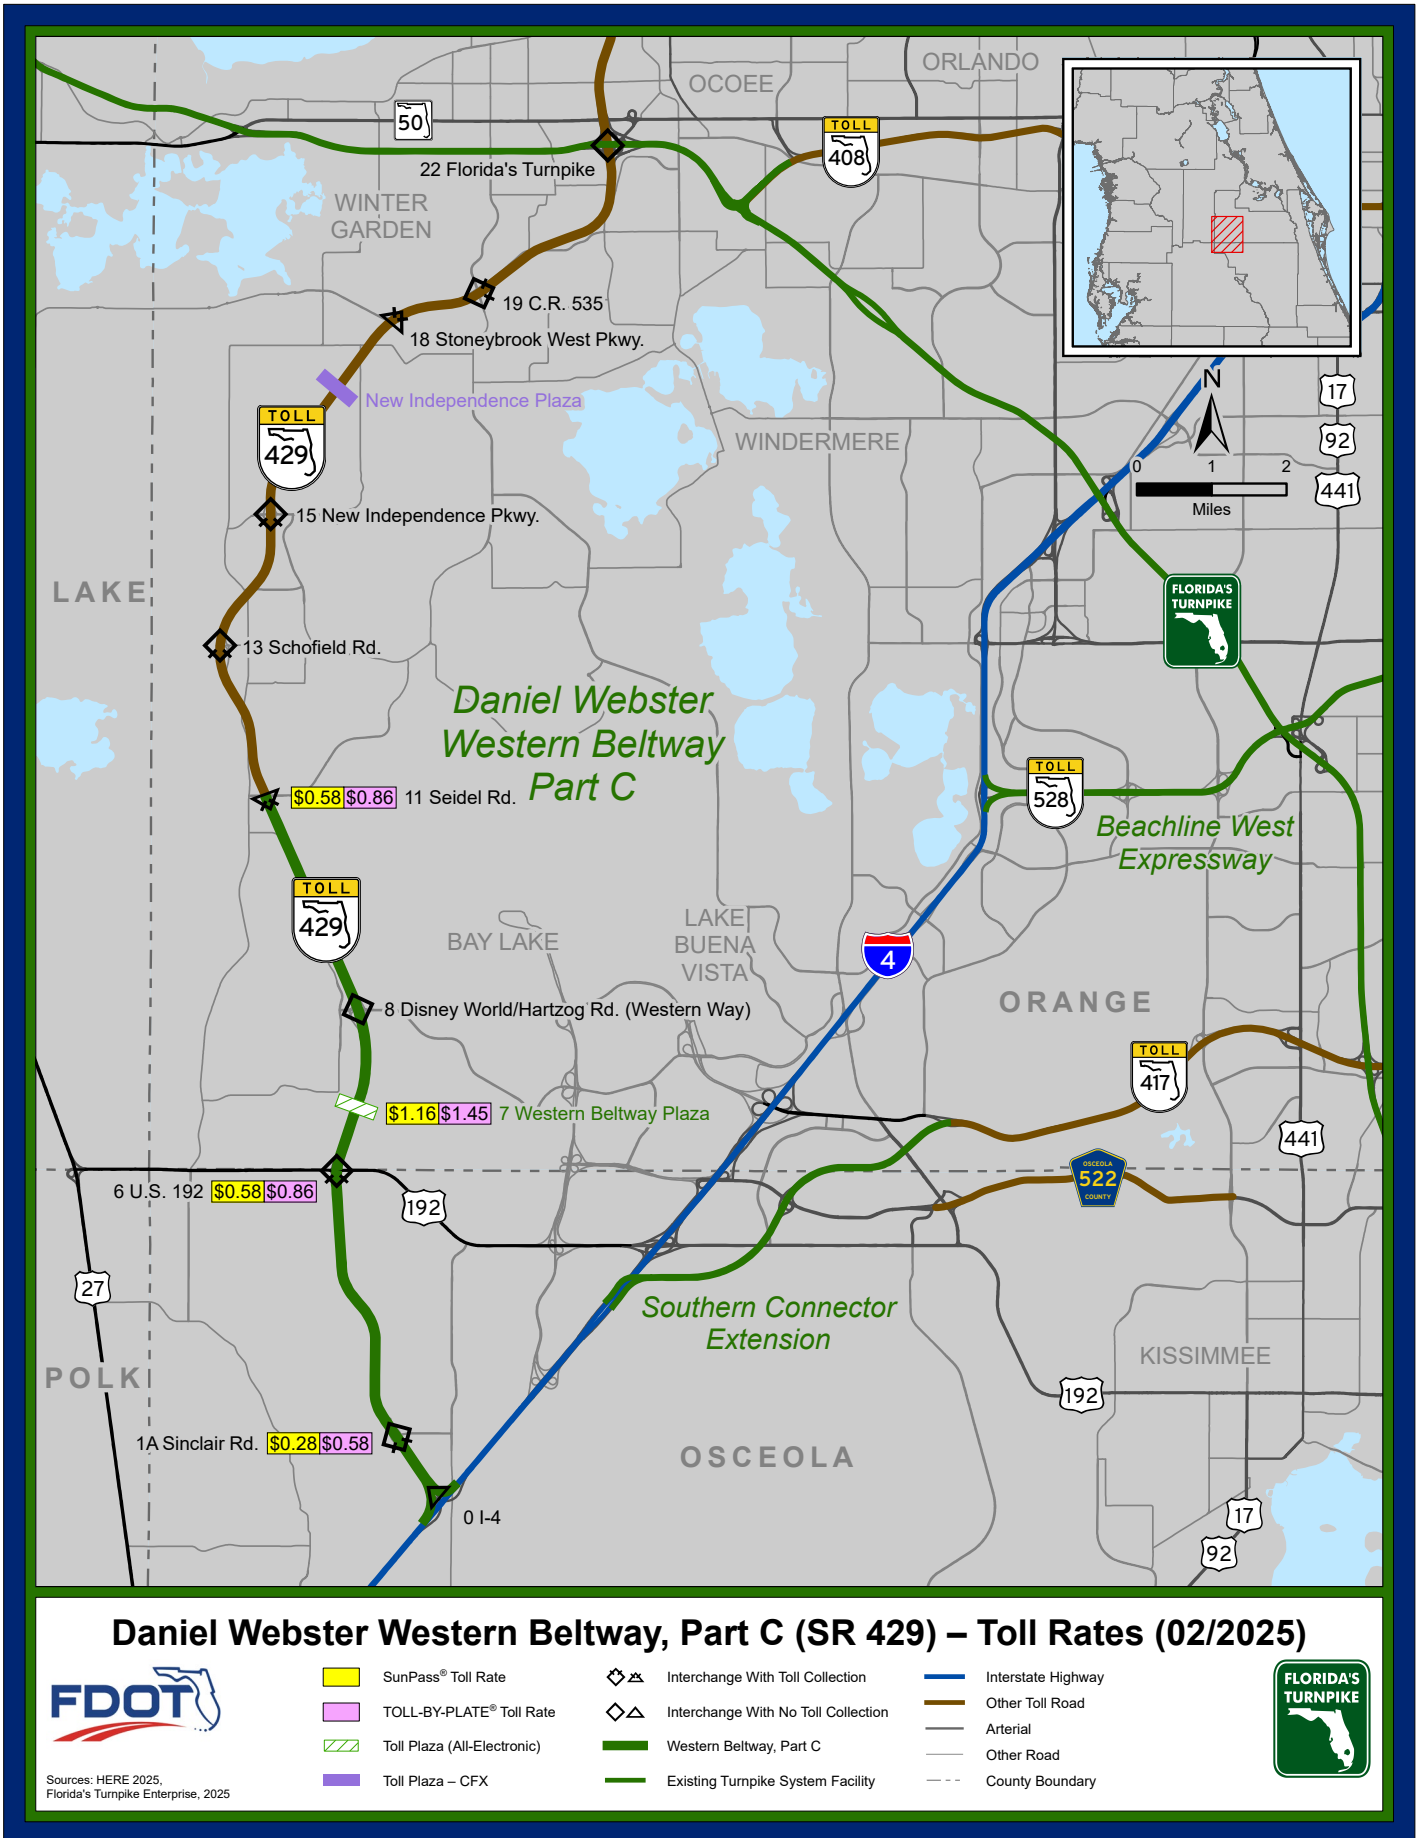 OCOEE
ORLANDO
50
TOLL
408
22 Florida's Turnpike
WINTER
GARDEN
19 C.R. 535
18 Stoneybrook West Pkwy.
New Independence Plaza
TOLL
429
WINDERMERE
N
0 1 2
Miles
17
92
441
15 New Independence Pkwy.
LAKE
FLORIDA'S
TURNPIKE
13 Schofield Rd.
Daniel Webster
Western Beltway
Part C
$0.58 $0.86 11 Seidel Rd.
TOLL
528
Beachline West
Expressway
TOLL
429
BAY LAKE
LAKE
BUENA
VISTA
4
ORANGE
8 Disney World/Hartzog Rd. (Western Way)
TOLL
417
$1.16 $1.45 7 Western Beltway Plaza
441
OSCEOLA
522
COUNTY
6 U.S. 192 $0.58 $0.86
192
27
Southern Connector
Extension
KISSIMMEE
POLK
192
1A Sinclair Rd. $0.28 $0.58
OSCEOLA
0 I-4
17
92
Daniel Webster Western Beltway, Part C (SR 429) – Toll Rates (02/2025)
FDOT
SunPass® Toll Rate
TOLL-BY-PLATE® Toll Rate
Toll Plaza (All-Electronic)
Toll Plaza – CFX
Interchange With Toll Collection
Interchange With No Toll Collection
Western Beltway, Part C
Existing Turnpike System Facility
Interstate Highway
Other Toll Road
Arterial
Other Road
County Boundary
FLORIDA'S
TURNPIKE
Sources: HERE 2025,
Florida's Turnpike Enterprise, 2025